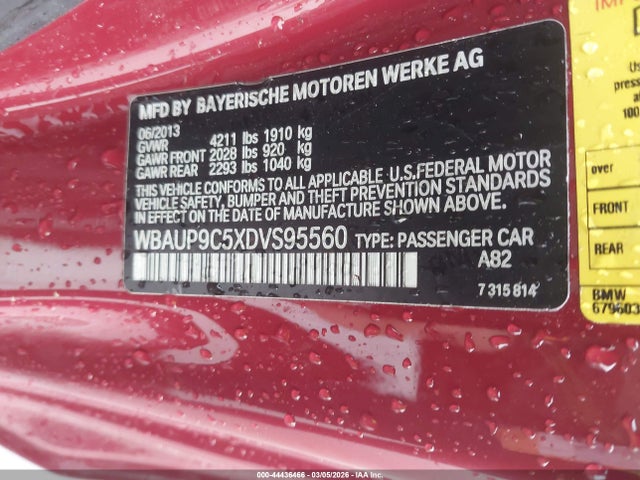 MFD BY BAYERISCHE MOTOREN WERKE AG
06/2013
GVWR 4211 lbs 1910 kg
GAWR FRONT 2028 lbs 920 kg
GAWR REAR 2293 lbs 1040 kg
THIS VEHICLE CONFORMS TO ALL APPLICABLE U.S.FEDERAL MOTOR
VEHICLE SAFETY, BUMPER AND THEFT PREVENTION STANDARDS
IN EFFECT ON THE DATE OF MANUFACTURE SHOWN ABOVE.
WBAUP9C5XDVS95560 TYPE: PASSENGER CAR
A82
7 315 814
over
FRONT
REAR
BMW
000-44436466 - 03/05/2026 - IAA Inc.